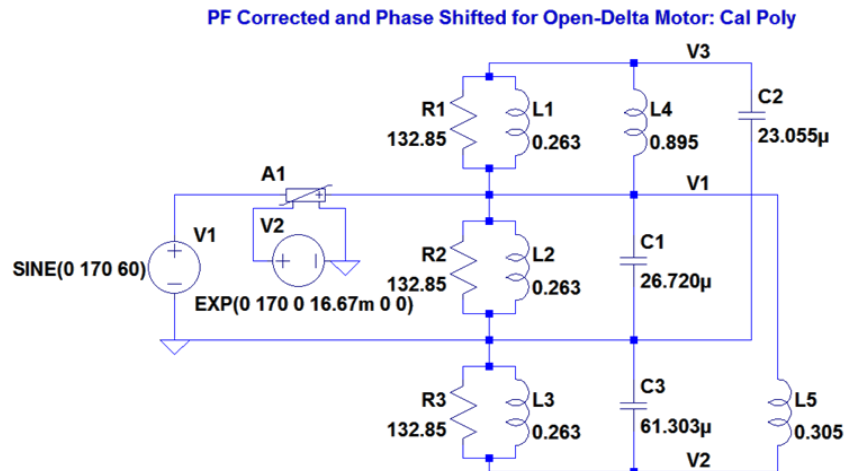 PF Corrected and Phase Shifted for Open-Delta Motor: Cal Poly
V3
R1
132.85
L1
0.263
L4
0.895
C2
23.055µ
A1
V1
V1
V2
SINE(0 170 60)
EXP(0 170 0 16.67m 0 0)
R2
132.85
L2
0.263
C1
26.720µ
R3
132.85
L3
0.263
C3
61.303µ
L5
0.305
V2